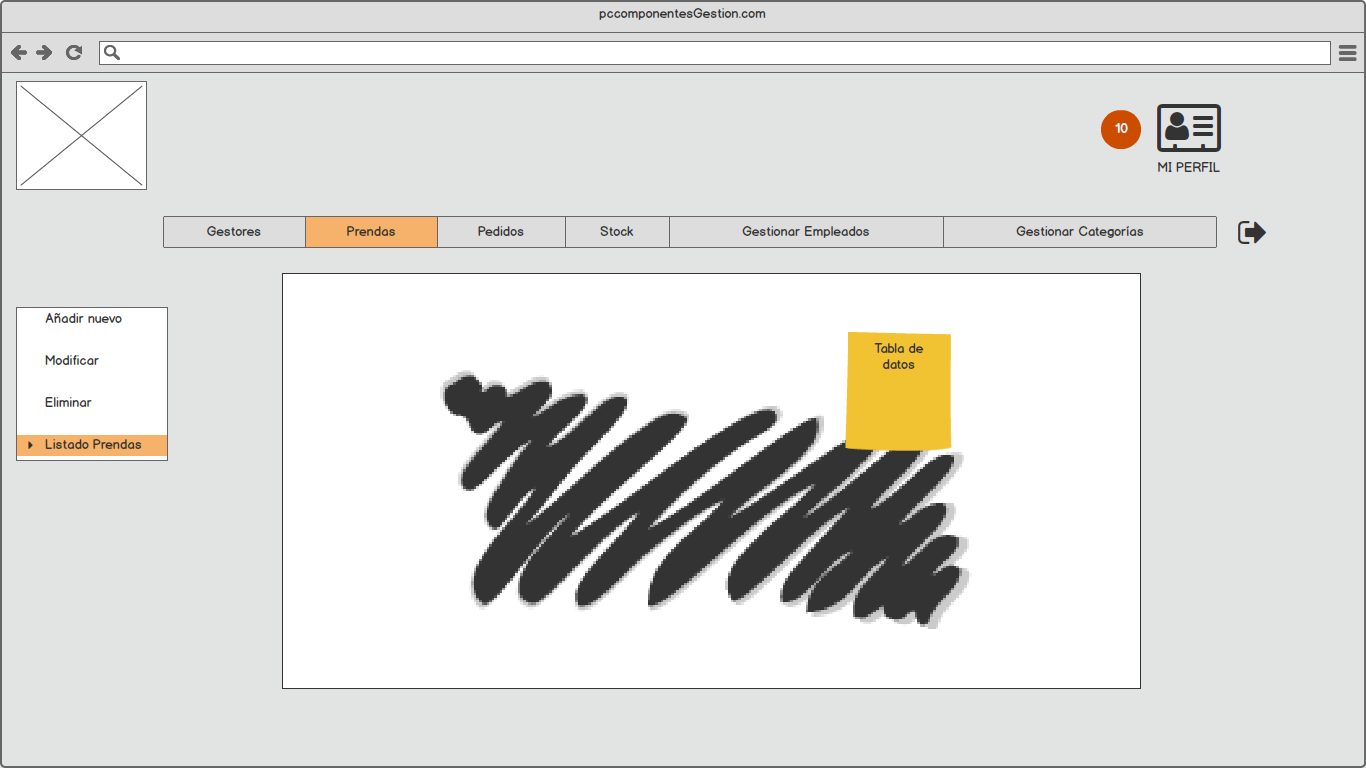 pccomponentesGestion.com
10
MI PERFIL
Gestores Prendas Pedidos Stock Gestionar Empleados Gestionar Categorías
Añadir nuevo
Modificar
Eliminar
Listado Prendas
Tabla de
datos